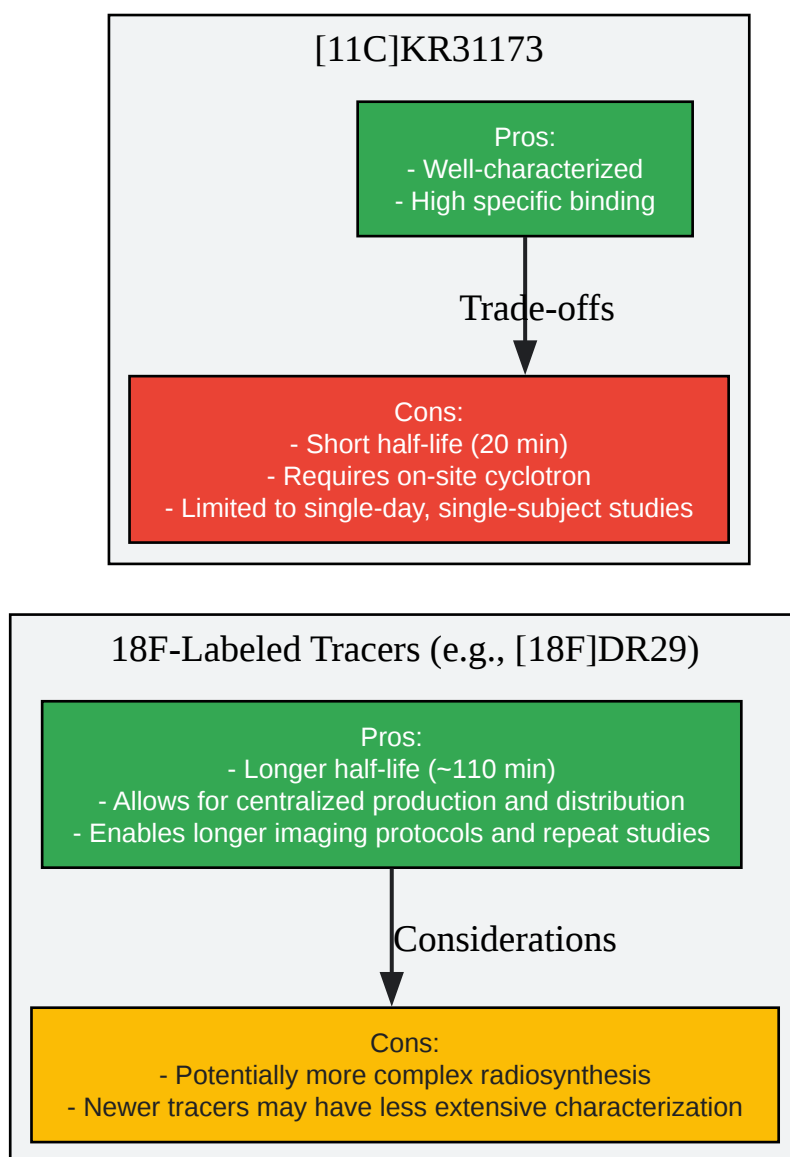 [11C]KR31173
Pros:
- Well-characterized
- High specific binding
Trade-offs
Cons:
- Short half-life (20 min)
- Requires on-site cyclotron
- Limited to single-day, single-subject studies
18F-Labeled Tracers (e.g., [18F]DR29)
Pros:
- Longer half-life (~110 min)
- Allows for centralized production and distribution
- Enables longer imaging protocols and repeat studies
Considerations
Cons:
- Potentially more complex radiosynthesis
- Newer tracers may have less extensive characterization